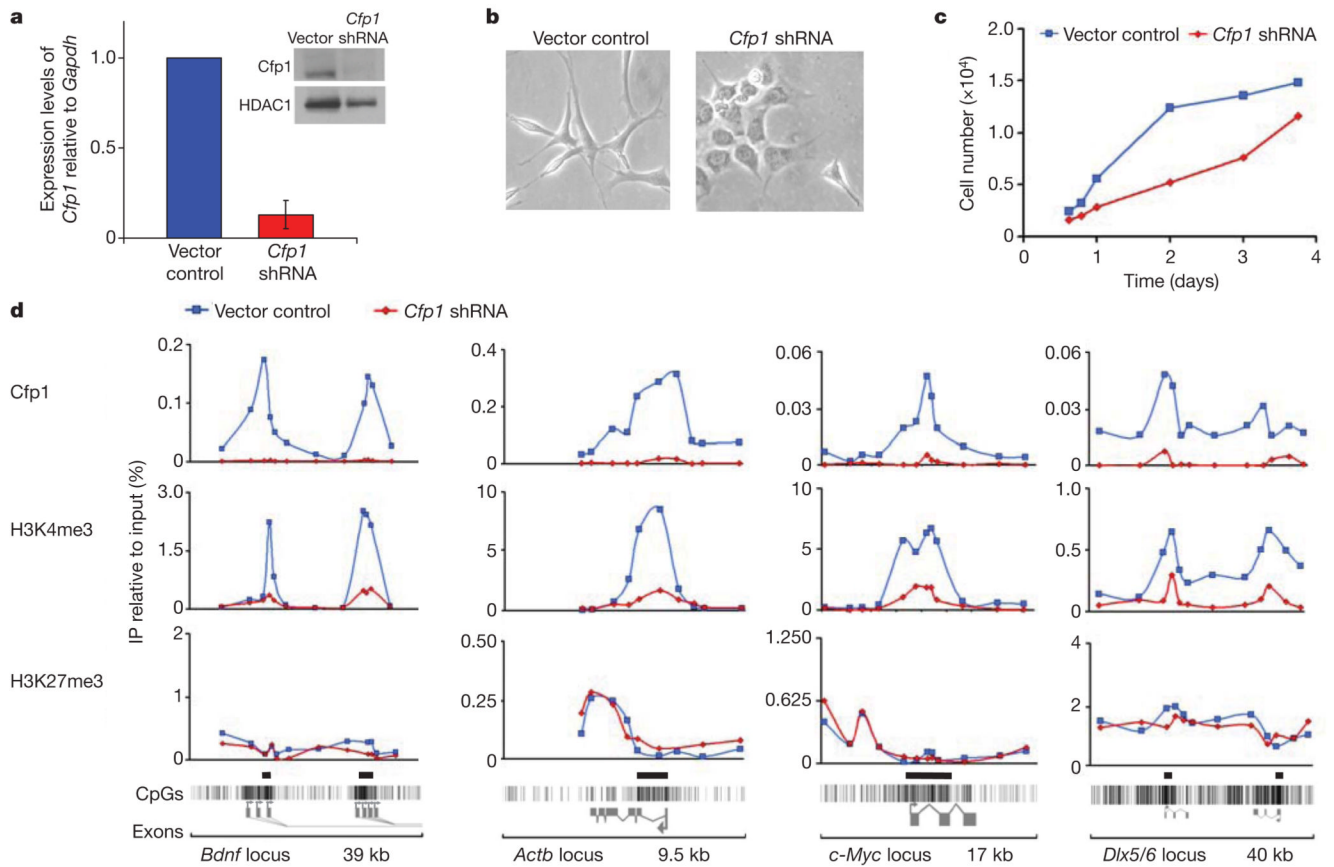 a
Expression levels of
Cfp1 relative to Gapdh
1.0
0.5
0
Vector
control
Cfp1
shRNA
Cfp1
Vector shRNA
Cfp1
HDAC1
b
Vector control
Cfp1 shRNA
c
Vector control
Cfp1 shRNA
Cell number (×10⁴)
2.0
1.5
1.0
0.5
0
0 1 2 3 4
Time (days)
d
Vector control
Cfp1 shRNA
IP relative to input (%)
Cfp1
0.2
0.1
0
0.4
0.2
0
0.06
0.03
0
0.06
0.03
0
H3K4me3
3.0
1.5
0
10
5
0
10
5
0
1.0
0.5
0
H3K27me3
2
1
0
0.50
0.25
0
1.250
0.625
0
4
2
0
CpGs
Exons
Bdnf locus 39 kb
Actb locus 9.5 kb
c-Myc locus 17 kb
Dlx5/6 locus 40 kb